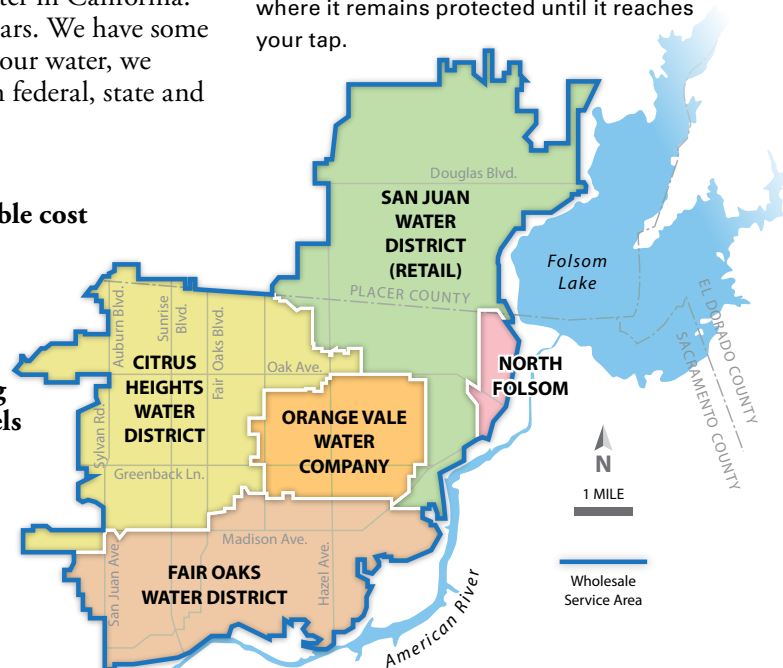 ter in California.
ars. We have some
our water, we
federal, state and
ble cost
where it remains protected until it reaches
your tap.
Douglas Blvd.
SAN JUAN
WATER
DISTRICT
(RETAIL)
PLACER COUNTY
Folsom
Lake
EL DORADO COUNTY
SACRAMENTO COUNTY
Auburn Blvd.
Sunrise
Blvd.
Fair Oaks Blvd.
Oak Ave.
CITRUS
HEIGHTS
WATER
DISTRICT
Sylvan Rd.
Greenback Ln.
ORANGE VALE
WATER
COMPANY
NORTH
FOLSOM
N
1 MILE
Wholesale
Service Area
Madison Ave.
San Juan Ave.
Hazel Ave.
FAIR OAKS
WATER DISTRICT
American River